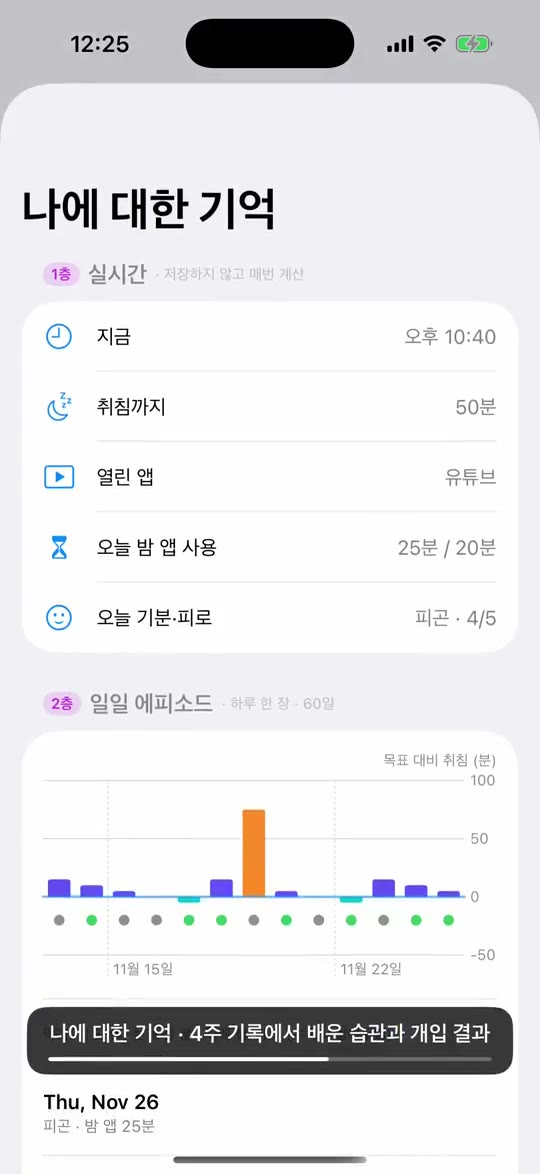 12:25
나에 대한 기억
1층 실시간 · 저장하지 않고 매번 계산
지금 오후 10:40
취침까지 50분
열린 앱 유튜브
오늘 밤 앱 사용 25분 / 20분
오늘 기분·피로 피곤 · 4/5
2층 일일 에피소드 · 하루 한 장 · 60일
목표 대비 취침 (분)
100
50
0
-50
11월 15일 11월 22일
나에 대한 기억 · 4주 기록에서 배운 습관과 개입 결과
Thu, Nov 26
피곤 · 밤 앱 25분